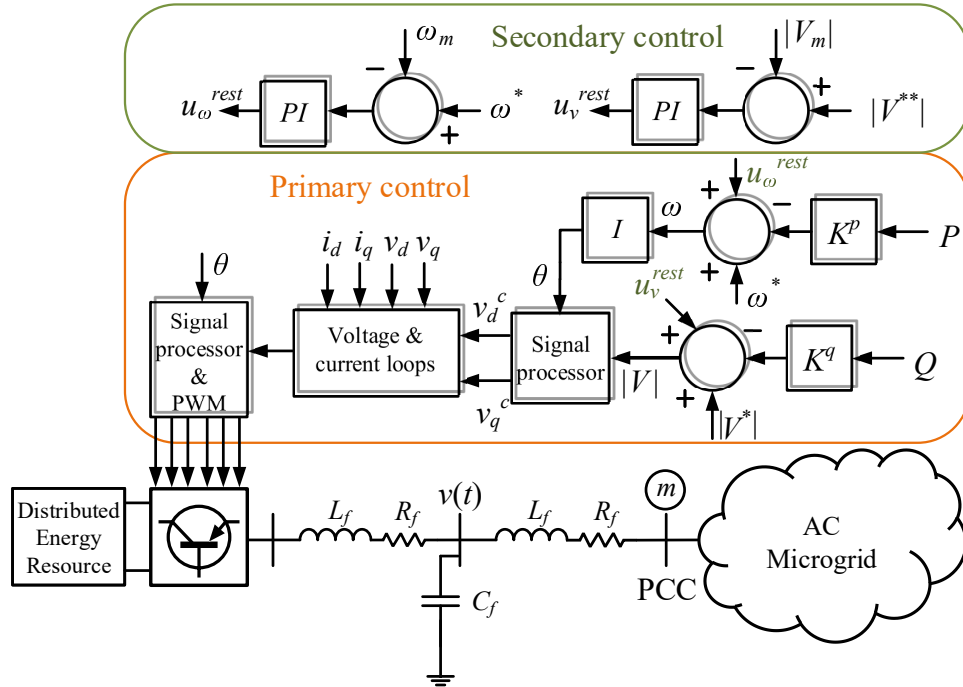 Secondary control
ω_m
−
u_ω^rest
PI
ω^*
+
|V_m|
−
+
u_v^rest
PI
|V^**|
Primary control
u_ω^rest
+
−
I
ω
K^p
P
+
ω^*
θ
i_d
i_q
v_d
v_q
θ
u_v^rest
Signal
processor
&
PWM
Voltage &
current loops
v_d^c
v_q^c
Signal
processor
|V|
+
−
+
K^q
Q
|V^*|
Distributed
Energy
Resource
L_f
R_f
v(t)
L_f
R_f
m
PCC
C_f
AC
Microgrid